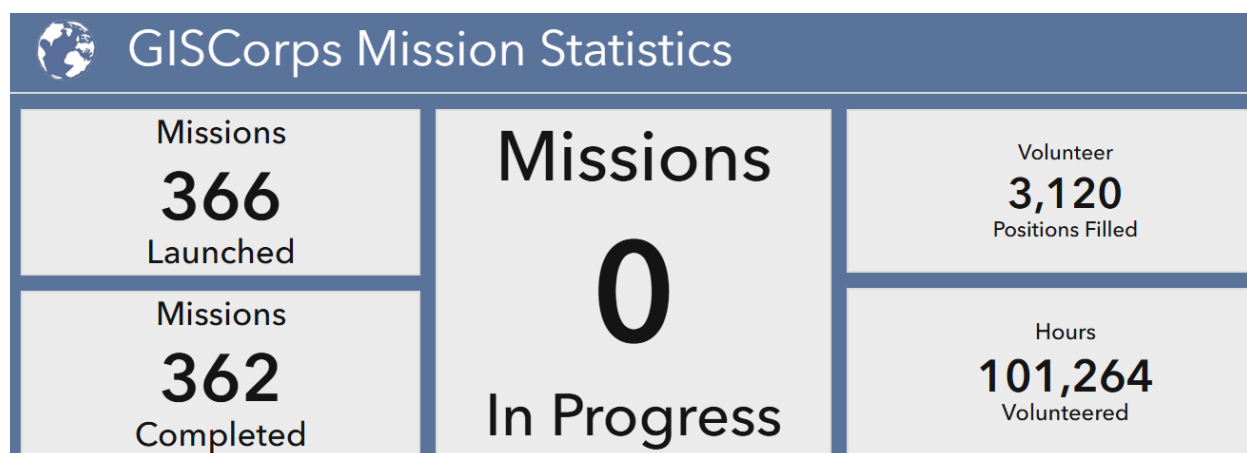 GISCorps Mission Statistics
Missions
366
Launched
Missions
362
Completed
Missions
0
In Progress
Volunteer
3,120
Positions Filled
Hours
101,264
Volunteered